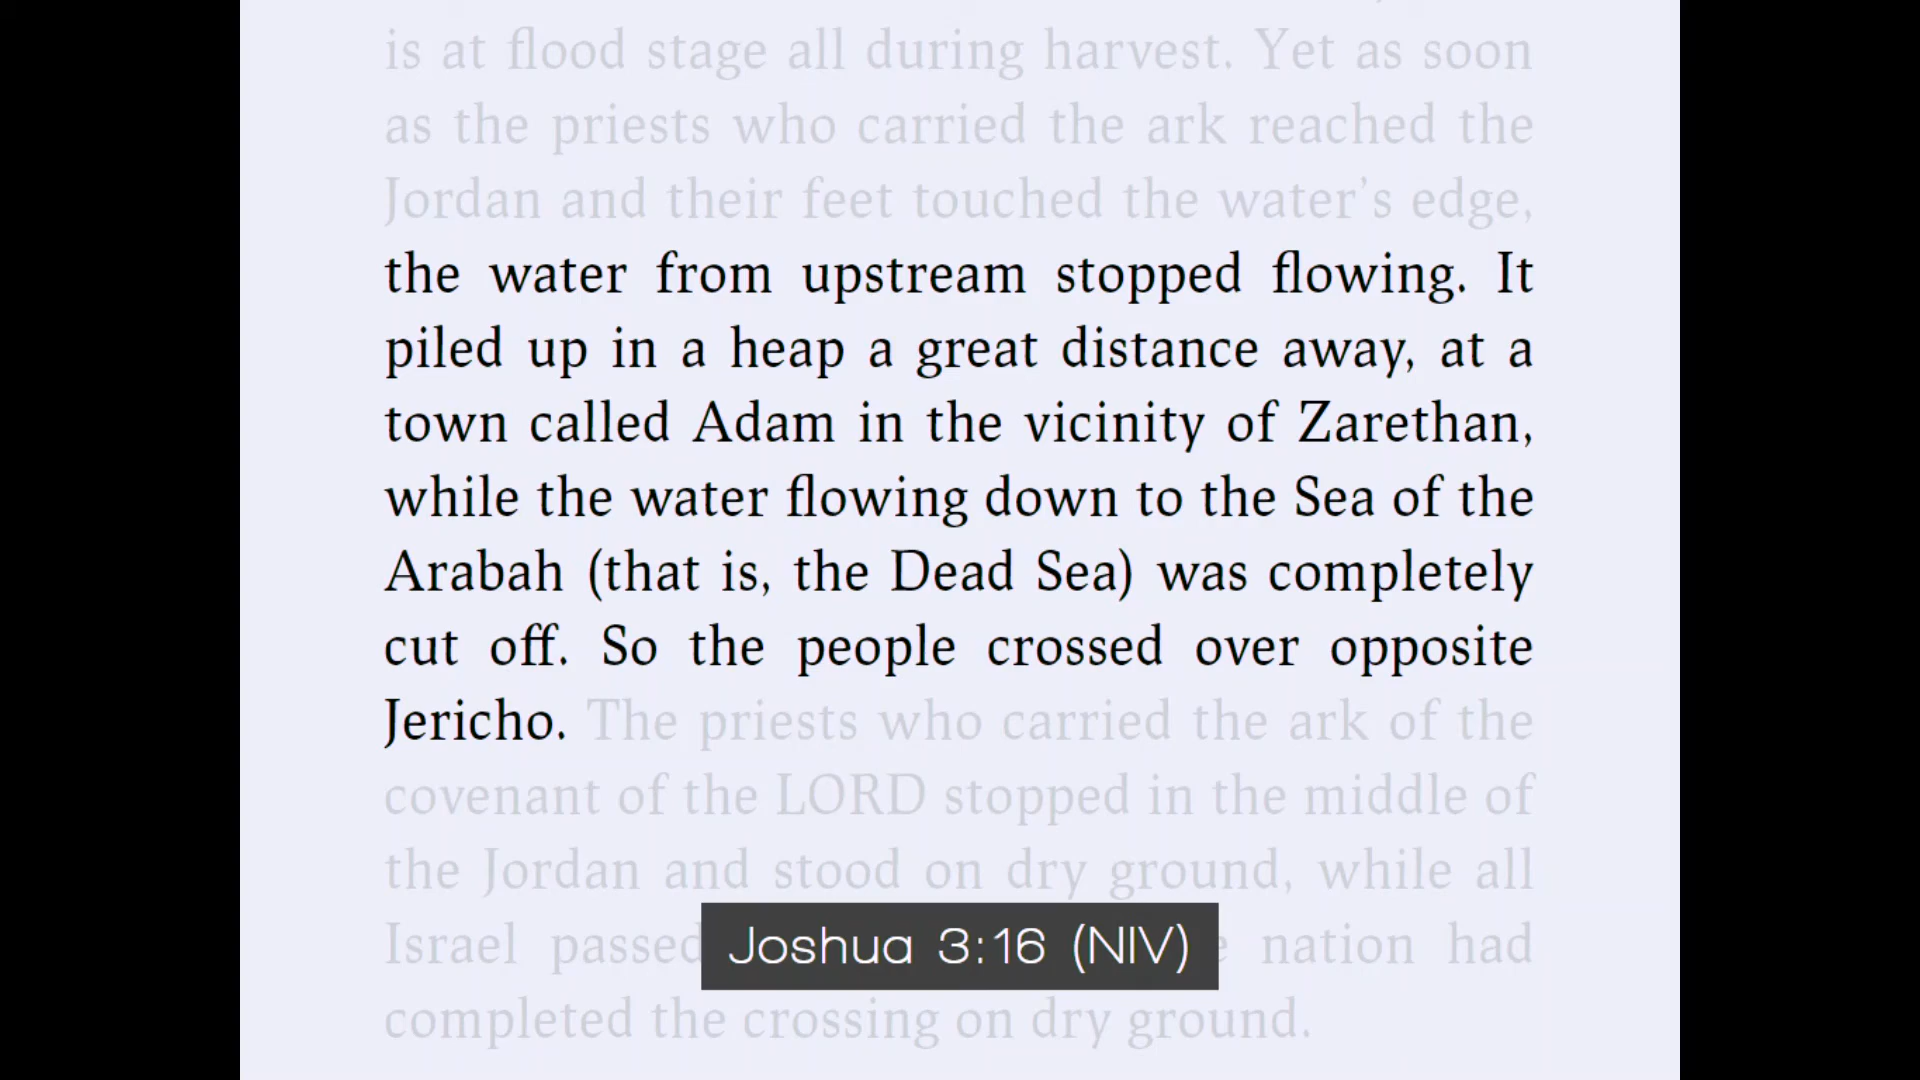 is at flood stage all during harvest. Yet as soon
as the priests who carried the ark reached the
Jordan and their feet touched the water’s edge,
the water from upstream stopped flowing. It
piled up in a heap a great distance away, at a
town called Adam in the vicinity of Zarethan,
while the water flowing down to the Sea of the
Arabah (that is, the Dead Sea) was completely
cut off. So the people crossed over opposite
Jericho. The priests who carried the ark of the
covenant of the LORD stopped in the middle of
the Jordan and stood on dry ground, while all
Israel passed nation had
Joshua 3:16 (NIV)
completed the crossing on dry ground.